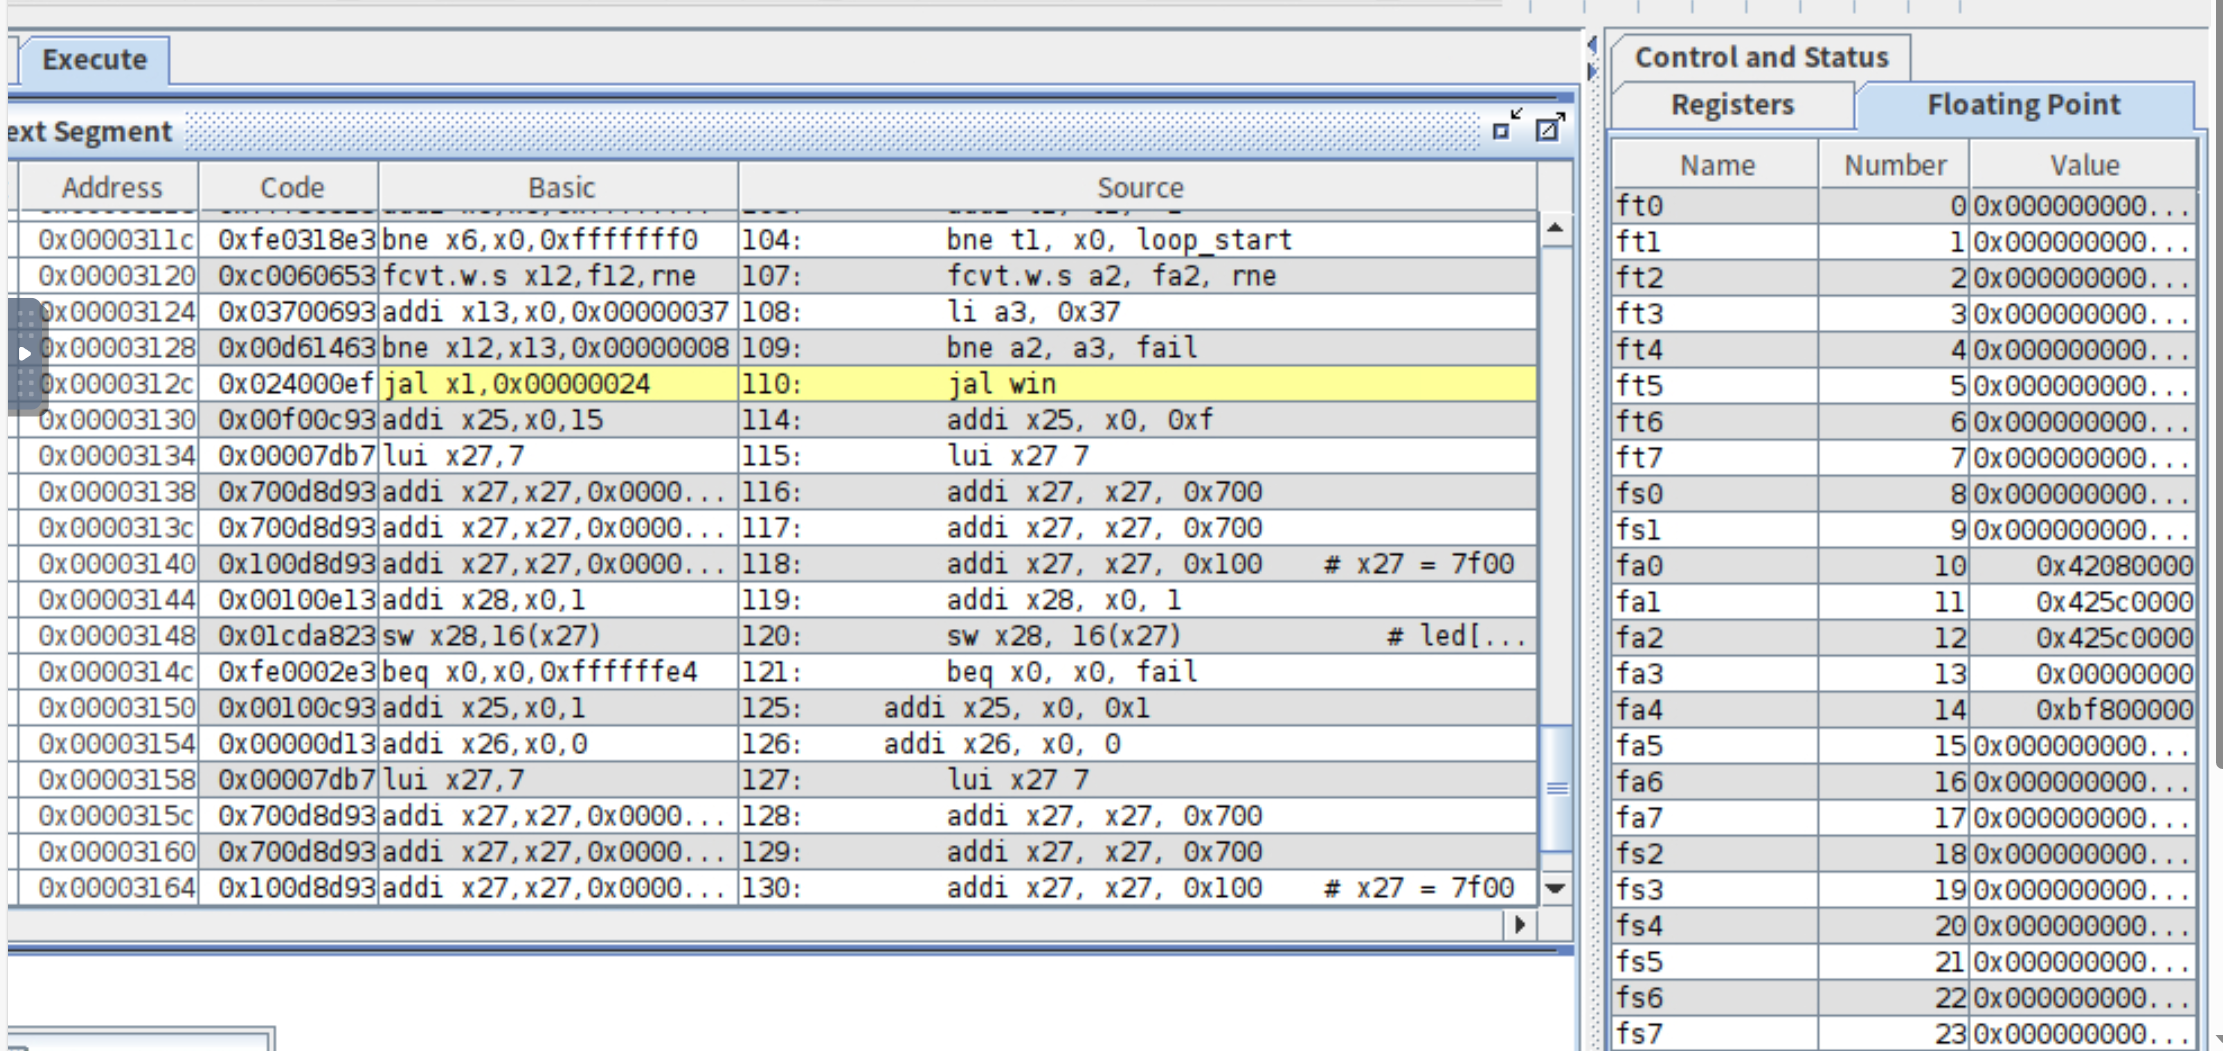 Execute
ext Segment
Address Code Basic Source
0x0000311c 0xfe0318e3 bne x6,x0,0xfffffff0 104: bne t1, x0, loop_start
0x00003120 0xc0060653 fcvt.w.s x12,f12,rne 107: fcvt.w.s a2, fa2, rne
0x00003124 0x03700693 addi x13,x0,0x00000037 108: li a3, 0x37
0x00003128 0x00d61463 bne x12,x13,0x00000008 109: bne a2, a3, fail
0x0000312c 0x024000ef jal x1,0x00000024 110: jal win
0x00003130 0x00f00c93 addi x25,x0,15 114: addi x25, x0, 0xf
0x00003134 0x00007db7 lui x27,7 115: lui x27 7
0x00003138 0x700d8d93 addi x27,x27,0x0000... 116: addi x27, x27, 0x700
0x0000313c 0x700d8d93 addi x27,x27,0x0000... 117: addi x27, x27, 0x700
0x00003140 0x100d8d93 addi x27,x27,0x0000... 118: addi x27, x27, 0x100 # x27 = 7f00
0x00003144 0x00100e13 addi x28,x0,1 119: addi x28, x0, 1
0x00003148 0x01cda823 sw x28,16(x27) 120: sw x28, 16(x27) # led[...
0x0000314c 0xfe0002e3 beq x0,x0,0xffffffe4 121: beq x0, x0, fail
0x00003150 0x00100c93 addi x25,x0,1 125: addi x25, x0, 0x1
0x00003154 0x00000d13 addi x26,x0,0 126: addi x26, x0, 0
0x00003158 0x00007db7 lui x27,7 127: lui x27 7
0x0000315c 0x700d8d93 addi x27,x27,0x0000... 128: addi x27, x27, 0x700
0x00003160 0x700d8d93 addi x27,x27,0x0000... 129: addi x27, x27, 0x700
0x00003164 0x100d8d93 addi x27,x27,0x0000... 130: addi x27, x27, 0x100 # x27 = 7f00
Control and Status
Registers Floating Point
Name Number Value
ft0 0 0x000000000...
ft1 1 0x000000000...
ft2 2 0x000000000...
ft3 3 0x000000000...
ft4 4 0x000000000...
ft5 5 0x000000000...
ft6 6 0x000000000...
ft7 7 0x000000000...
fs0 8 0x000000000...
fs1 9 0x000000000...
fa0 10 0x42080000
fa1 11 0x425c0000
fa2 12 0x425c0000
fa3 13 0x00000000
fa4 14 0xbf800000
fa5 15 0x000000000...
fa6 16 0x000000000...
fa7 17 0x000000000...
fs2 18 0x000000000...
fs3 19 0x000000000...
fs4 20 0x000000000...
fs5 21 0x000000000...
fs6 22 0x000000000...
fs7 23 0x000000000...